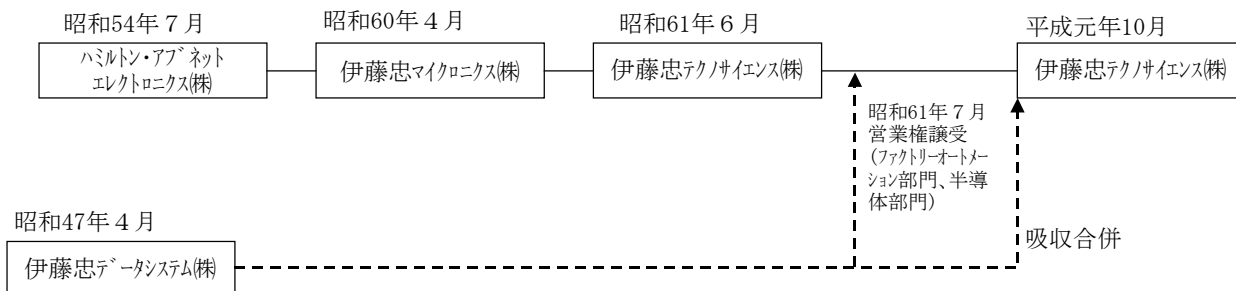 昭和54年７月
ﾊﾐﾙﾄﾝ・ｱﾌﾞﾈｯﾄ
ｴﾚｸﾄﾛﾆｸｽ㈱
昭和60年４月
伊藤忠ﾏｲｸﾛﾆｸｽ㈱
昭和61年６月
伊藤忠ﾃｸﾉｻｲｴﾝｽ㈱
平成元年10月
伊藤忠ﾃｸﾉｻｲｴﾝｽ㈱
昭和61年７月
営業権譲受
(ﾌｧｸﾄﾘｰｵｰﾄﾒｰ
ｼｮﾝ部門、半導
体部門)
昭和47年４月
伊藤忠ﾃﾞｰﾀｼｽﾃﾑ㈱
吸収合併